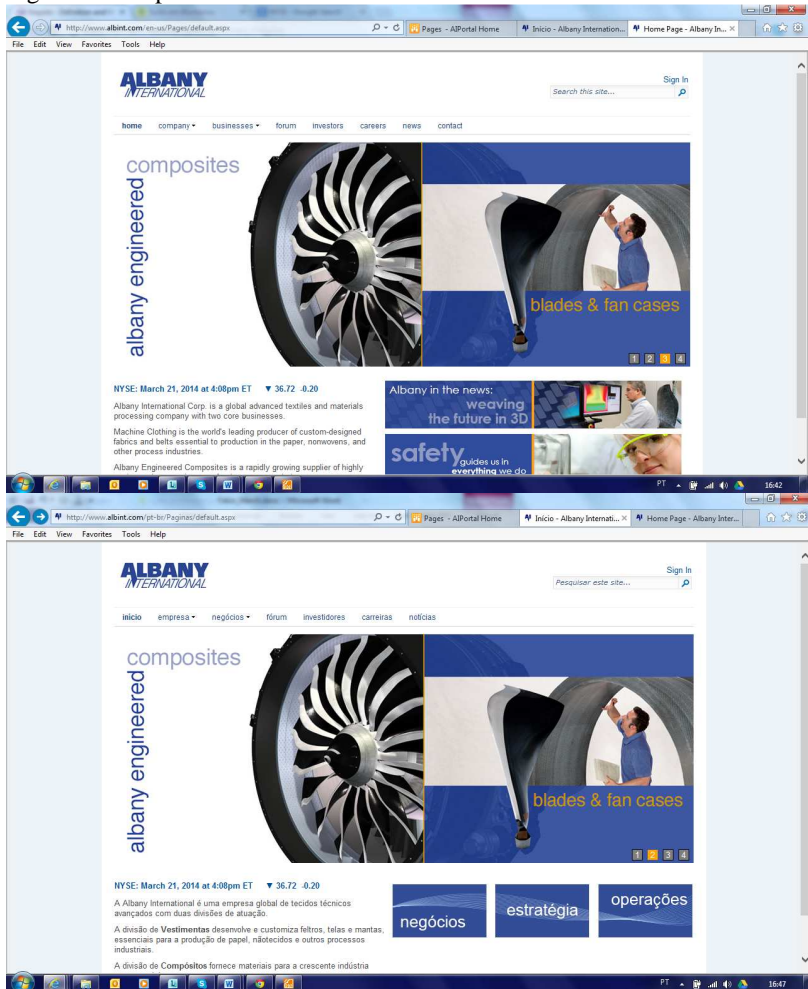 http://www.albint.com/en-us/Pages/default.aspx
Pages - AIPortal Home
Início - Albany Internation...
Home Page - Albany In...
File Edit View Favorites Tools Help
ALBANY
INTERNATIONAL
Sign In
Search this site...
home company businesses forum investors careers news contact
composites
albany engineered
blades & fan cases
1 2 3 4
NYSE: March 21, 2014 at 4:08pm ET ▼ 36.72 -0.20
Albany International Corp. is a global advanced textiles and materials
processing company with two core businesses.
Machine Clothing is the world's leading producer of custom-designed
fabrics and belts essential to production in the paper, nonwovens, and
other process industries.
Albany Engineered Composites is a rapidly growing supplier of highly
Albany in the news:
weaving
the future in 3D
safety guides us in
everything we do
PT 16:42
http://www.albint.com/pt-br/Paginas/default.aspx
Pages - AIPortal Home
Início - Albany Internati...
Home Page - Albany Inter...
File Edit View Favorites Tools Help
ALBANY
INTERNATIONAL
Sign In
Pesquisar este site...
início empresa negócios fórum investidores carreiras notícias
composites
albany engineered
blades & fan cases
1 2 3 4
NYSE: March 21, 2014 at 4:08pm ET ▼ 36.72 -0.20
A Albany International é uma empresa global de tecidos técnicos
avançados com duas divisões de atuação.
A divisão de Vestimentas desenvolve e customiza feltros, telas e mantas,
essenciais para a produção de papel, nãotecidos e outros processos
industriais.
A divisão de Compósitos fornece materiais para a crescente indústria
negócios
estratégia
operações
PT 16:47